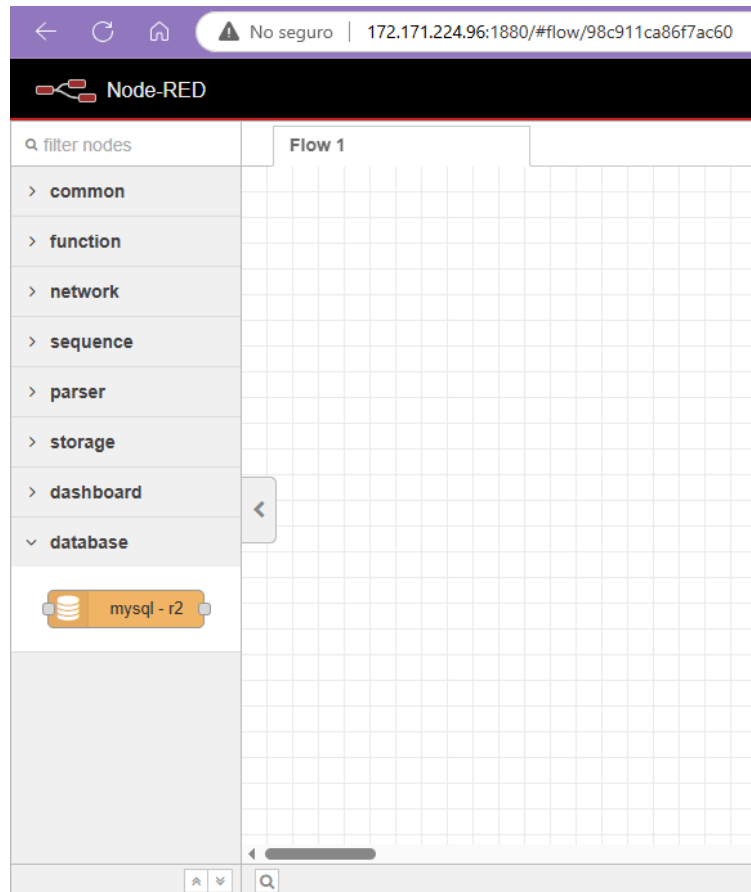 No seguro | 172.171.224.96:1880/#flow/98c911ca86f7ac60
Node-RED
filter nodes
Flow 1
common
function
network
sequence
parser
storage
dashboard
database
mysql - r2